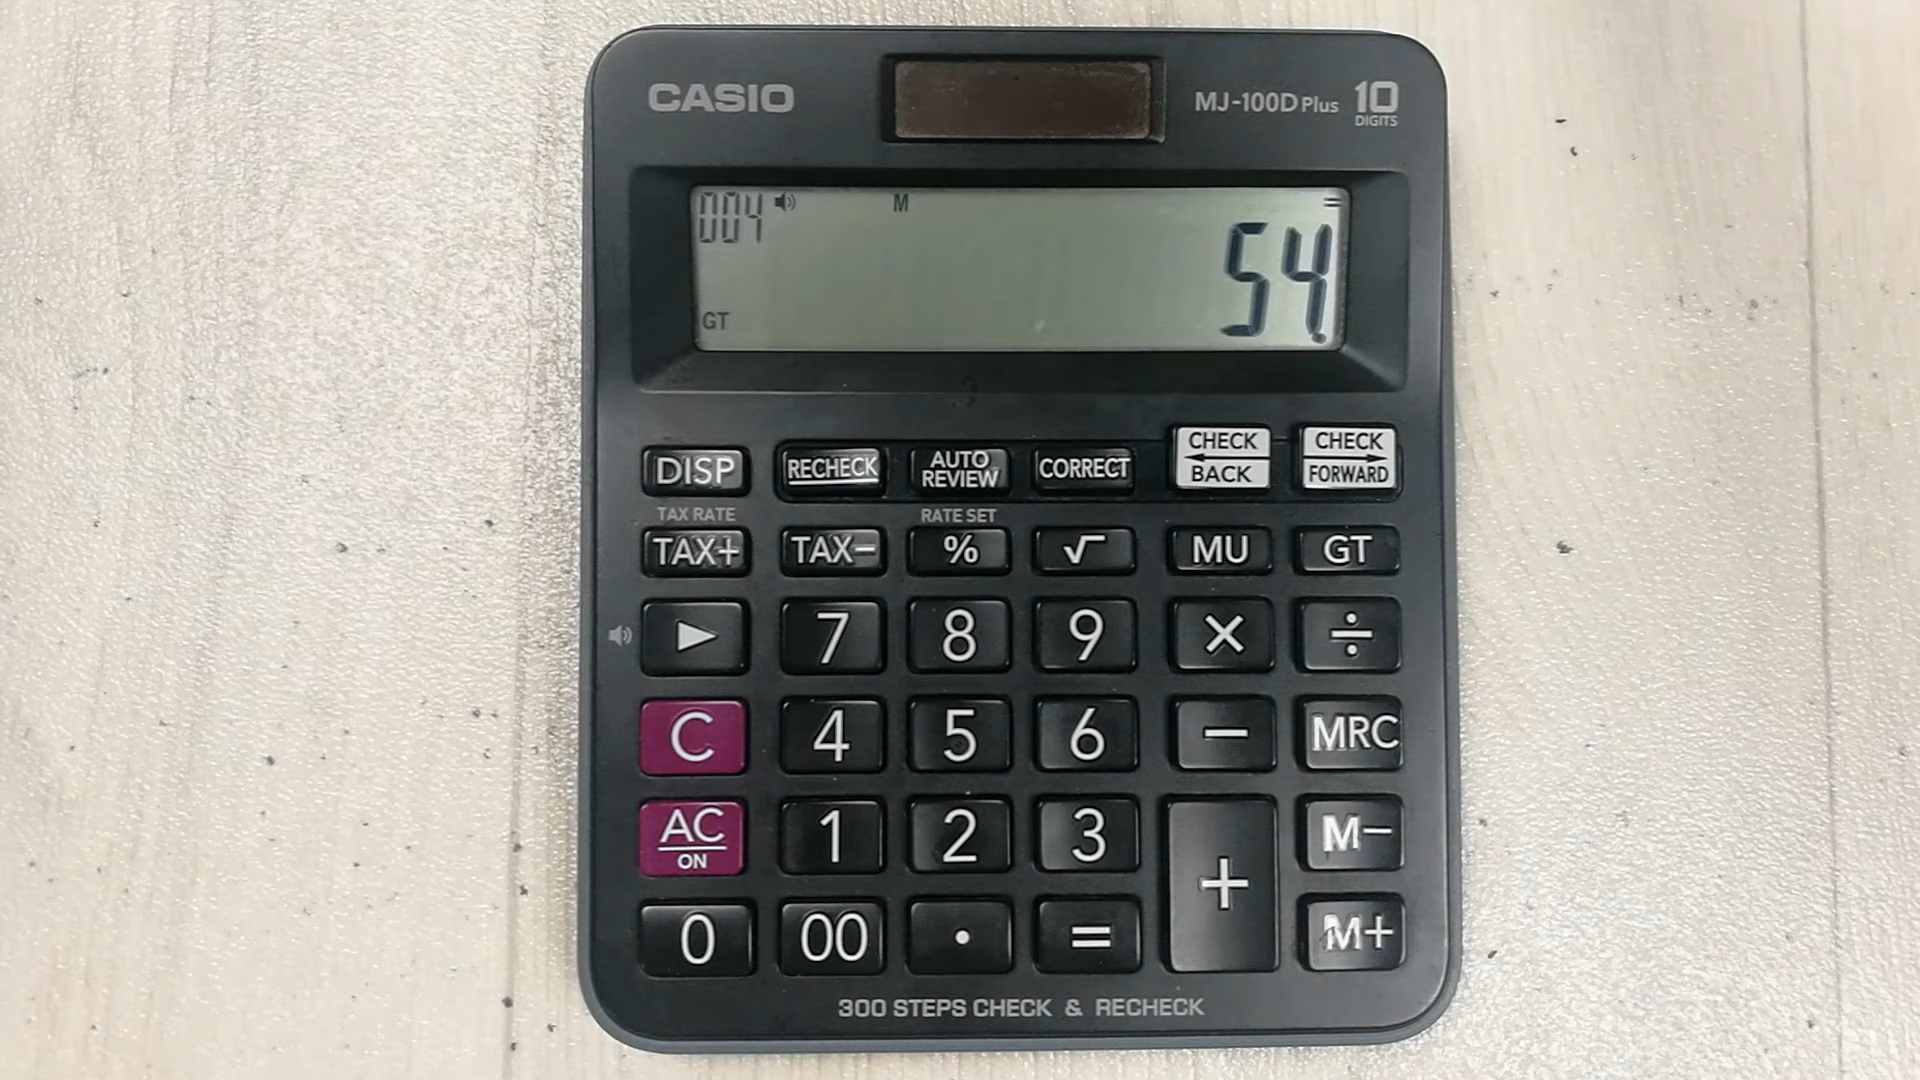 CASIO
MJ-100D Plus 10 DIGITS
004 M =
54.
GT
DISP RECHECK AUTO REVIEW CORRECT CHECK BACK CHECK FORWARD
TAX RATE RATE SET
TAX+ TAX− % √ MU GT
▶ 7 8 9 × ÷
C 4 5 6 − MRC
AC ON 1 2 3 + M−
0 00 . = M+
300 STEPS CHECK & RECHECK